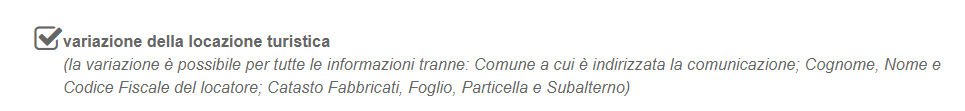 variazione della locazione turistica
(la variazione è possibile per tutte le informazioni tranne: Comune a cui è indirizzata la comunicazione; Cognome, Nome e
Codice Fiscale del locatore; Catasto Fabbricati, Foglio, Particella e Subalterno)